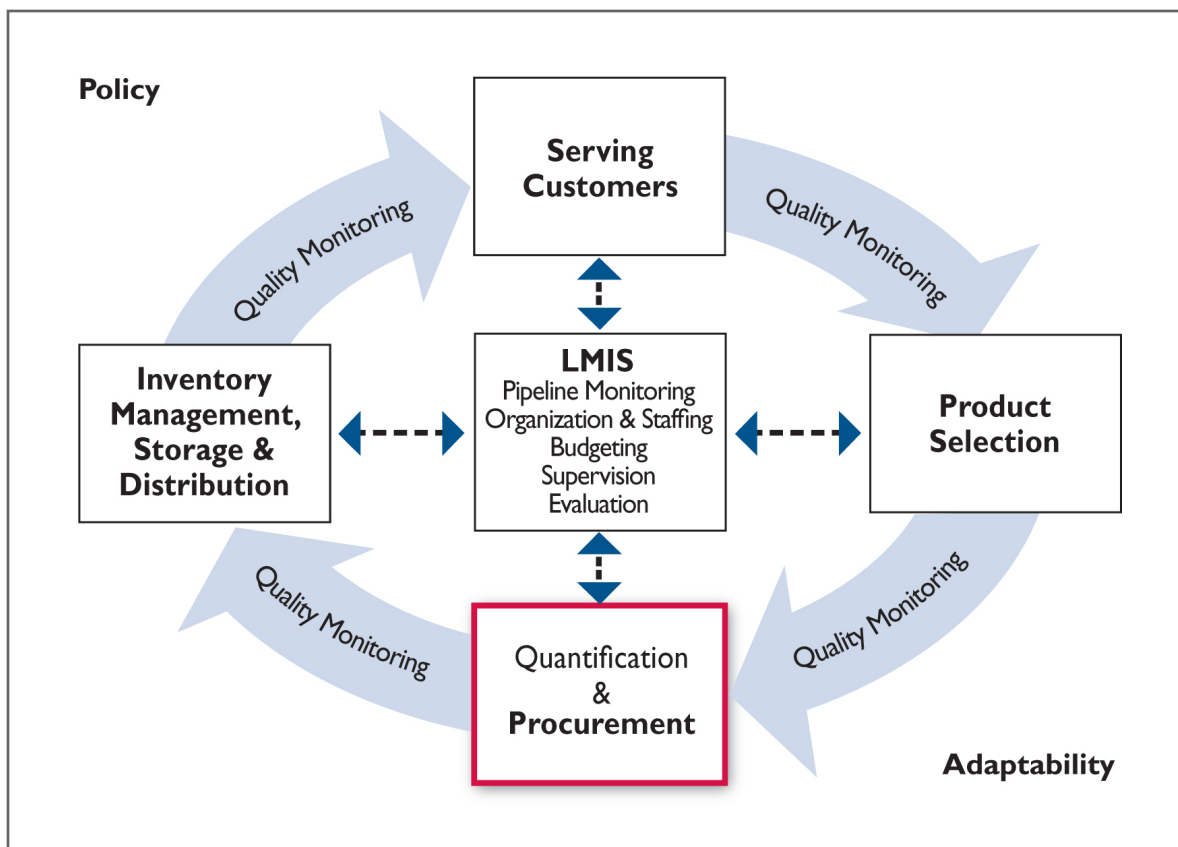 Policy
Serving
Customers
Quality Monitoring
Quality Monitoring
Inventory
Management,
Storage &
Distribution
LMIS
Pipeline Monitoring
Organization & Staffing
Budgeting
Supervision
Evaluation
Product
Selection
Quality Monitoring
Quality Monitoring
Quantification
&
Procurement
Adaptability